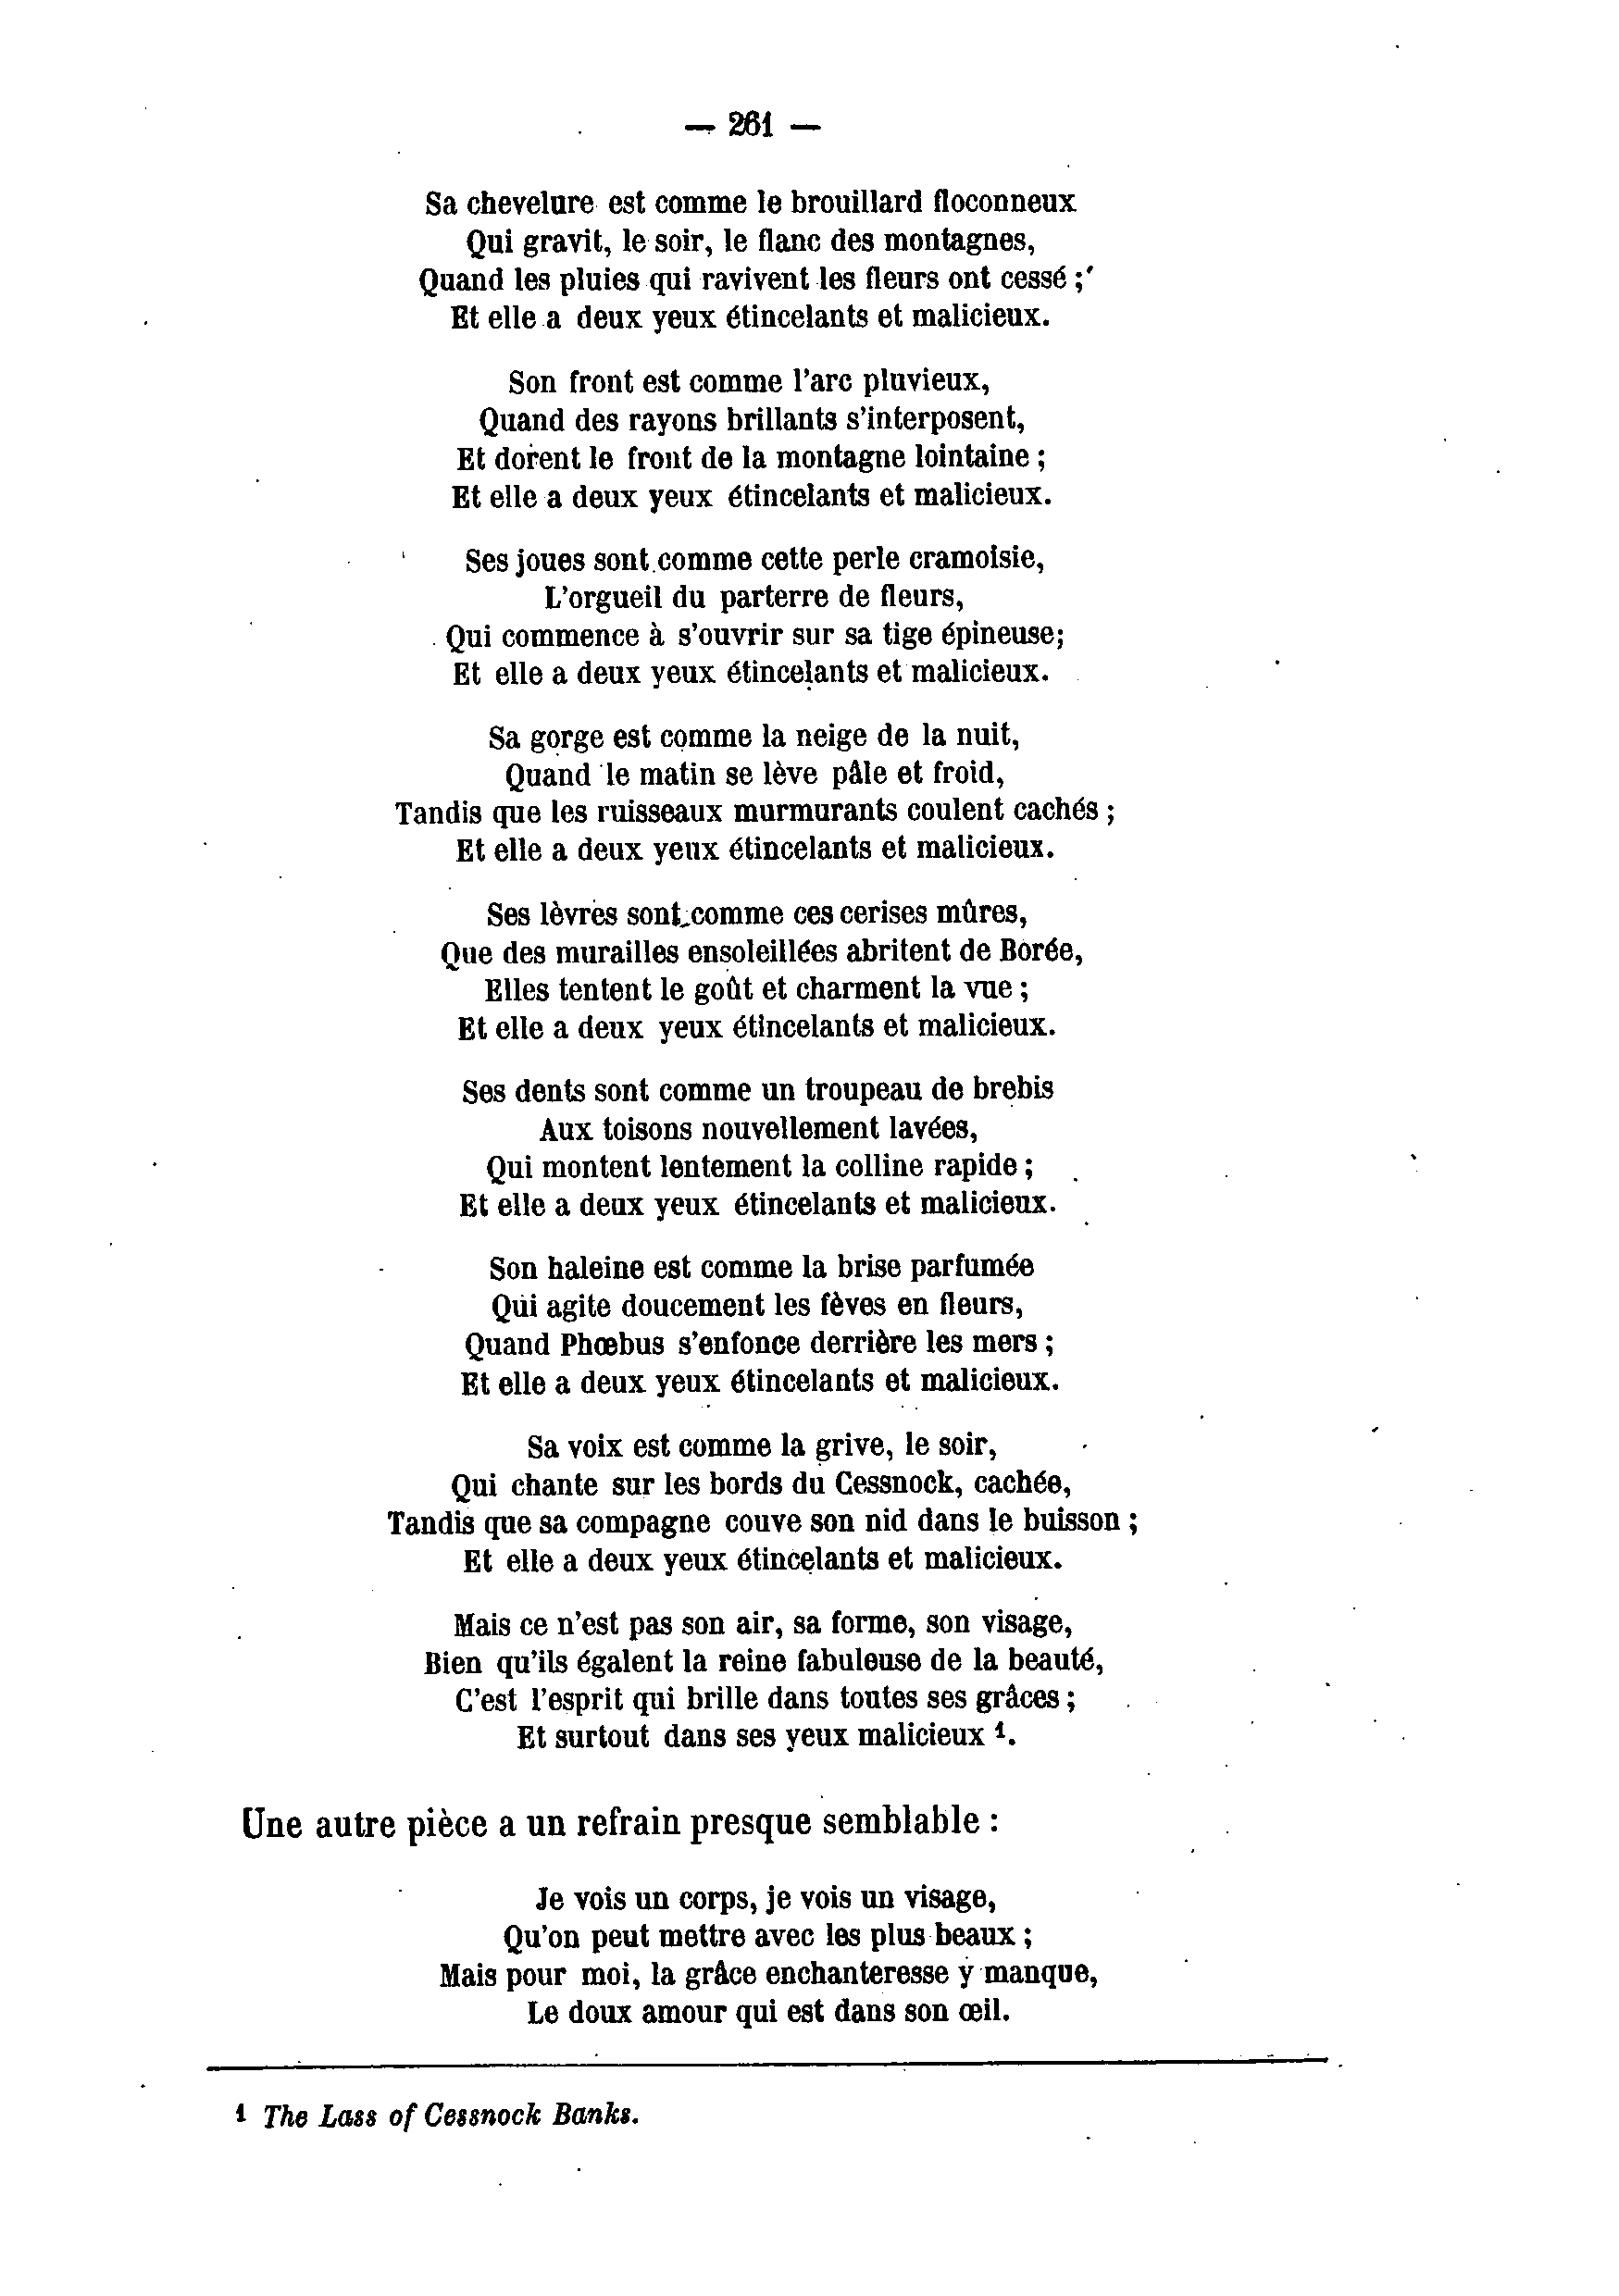 — 261 —
Sa chevelure est comme le brouillard floconneux
Qui gravit, le soir, le flanc des montagnes,
Quand les pluies qui ravivent les fleurs ont cessé ;
Et elle a deux yeux étincelants et malicieux.
Son front est comme l'arc pluvieux,
Quand des rayons brillants s'interposent,
Et dorent le front de la montagne lointaine ;
Et elle a deux yeux étincelants et malicieux.
Ses joues sont comme cette perle cramoisie,
L'orgueil du parterre de fleurs,
Qui commence à s'ouvrir sur sa tige épineuse;
Et elle a deux yeux étincelants et malicieux.
Sa gorge est comme la neige de la nuit,
Quand le matin se lève pâle et froid,
Tandis que les ruisseaux murmurants coulent cachés ;
Et elle a deux yeux étincelants et malicieux.
Ses lèvres sont comme ces cerises mûres,
Que des murailles ensoleillées abritent de Borée,
Elles tentent le goût et charment la vue ;
Et elle a deux yeux étincelants et malicieux.
Ses dents sont comme un troupeau de brebis
Aux toisons nouvellement lavées,
Qui montent lentement la colline rapide ;
Et elle a deux yeux étincelants et malicieux.
Son haleine est comme la brise parfumée
Qui agite doucement les fèves en fleurs,
Quand Phœbus s'enfonce derrière les mers ;
Et elle a deux yeux étincelants et malicieux.
Sa voix est comme la grive, le soir,
Qui chante sur les bords du Cessnock, cachée,
Tandis que sa compagne couve son nid dans le buisson ;
Et elle a deux yeux étincelants et malicieux.
Mais ce n'est pas son air, sa forme, son visage,
Bien qu'ils égalent la reine fabuleuse de la beauté,
C'est l'esprit qui brille dans toutes ses grâces ;
Et surtout dans ses yeux malicieux ¹.
Une autre pièce a un refrain presque semblable :
Je vois un corps, je vois un visage,
Qu'on peut mettre avec les plus beaux ;
Mais pour moi, la grâce enchanteresse y manque,
Le doux amour qui est dans son œil.
¹ The Lass of Cessnock Banks.